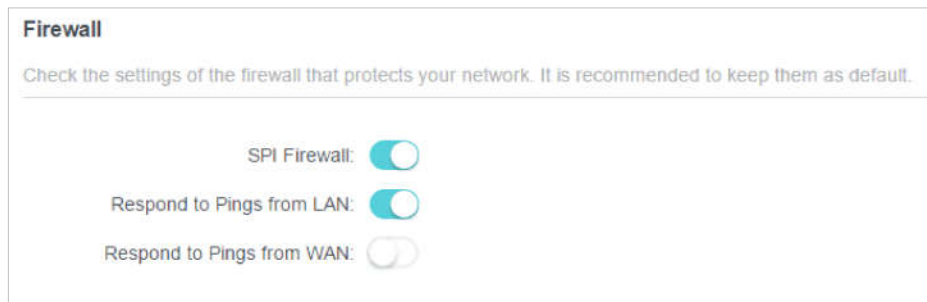 Firewall
Check the settings of the firewall that protects your network. It is recommended to keep them as default.
SPI Firewall:
Respond to Pings from LAN:
Respond to Pings from WAN: